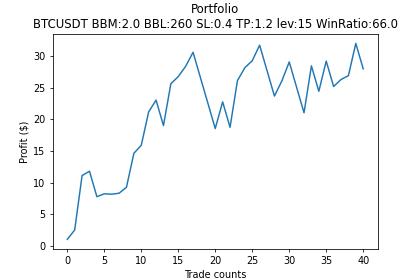 Portfolio
BTCUSDT BBM:2.0 BBL:260 SL:0.4 TP:1.2 lev:15 WinRatio:66.0
30
25
20
15
10
5
0
Profit ($)
0 5 10 15 20 25 30 35 40
Trade counts